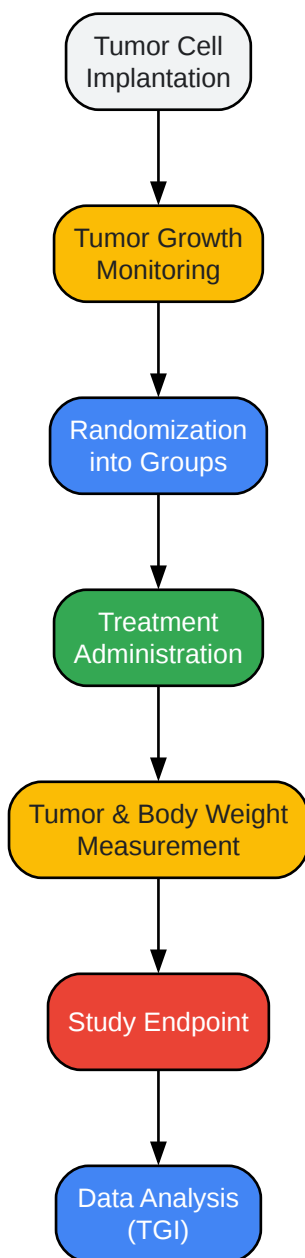 Tumor Cell
Implantation
Tumor Growth
Monitoring
Randomization
into Groups
Treatment
Administration
Tumor & Body Weight
Measurement
Study Endpoint
Data Analysis
(TGI)